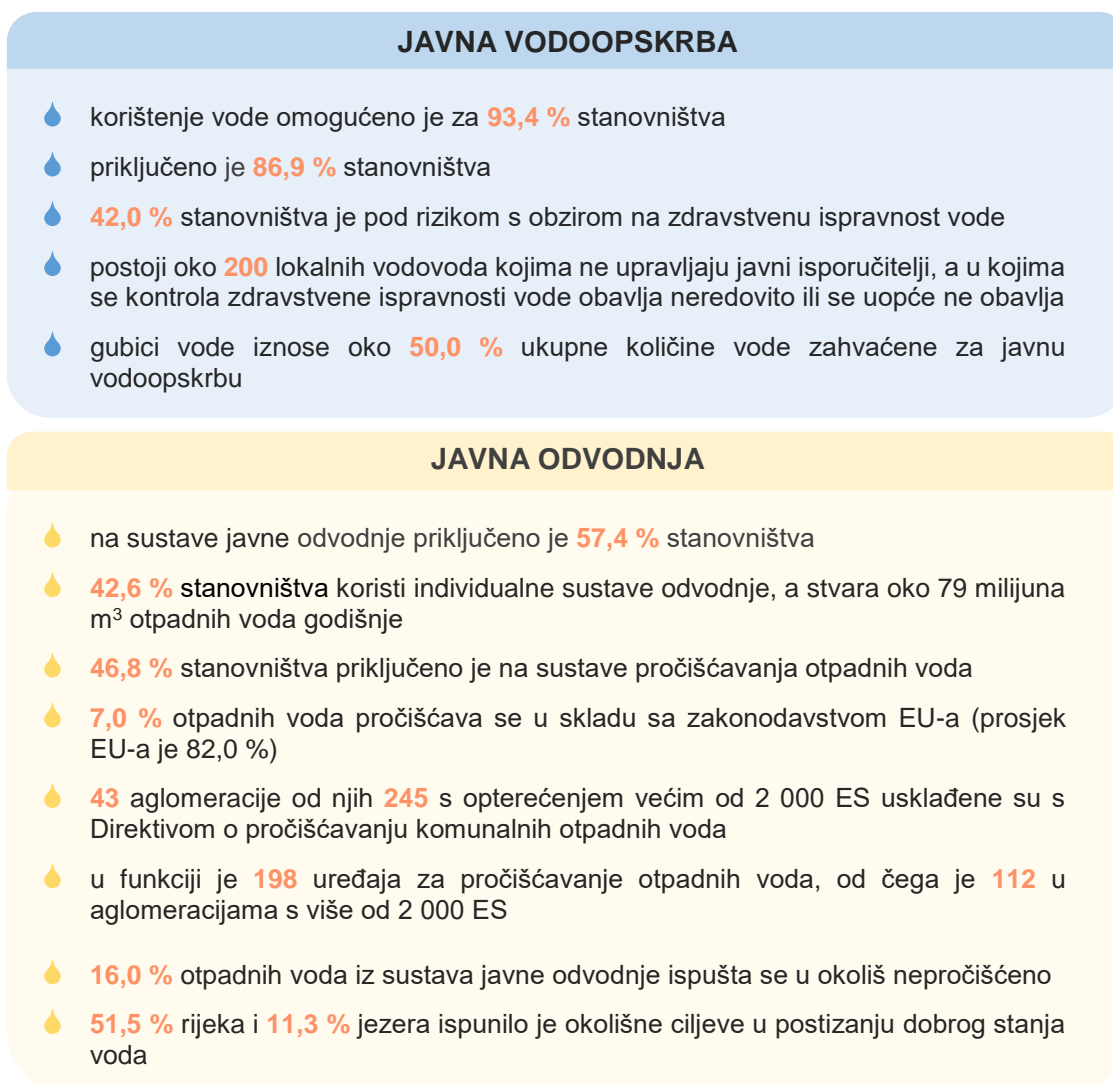 JAVNA VODOOPSKRBA
korištenje vode omogućeno je za 93,4 % stanovništva
priključeno je 86,9 % stanovništva
42,0 % stanovništva je pod rizikom s obzirom na zdravstvenu ispravnost vode
postoji oko 200 lokalnih vodovoda kojima ne upravljaju javni isporučitelji, a u kojima
se kontrola zdravstvene ispravnosti vode obavlja neredovito ili se uopće ne obavlja
gubici vode iznose oko 50,0 % ukupne količine vode zahvaćene za javnu
vodoopskrbu
JAVNA ODVODNJA
na sustave javne odvodnje priključeno je 57,4 % stanovništva
42,6 % stanovništva koristi individualne sustave odvodnje, a stvara oko 79 milijuna
m³ otpadnih voda godišnje
46,8 % stanovništva priključeno je na sustave pročišćavanja otpadnih voda
7,0 % otpadnih voda pročišćava se u skladu sa zakonodavstvom EU-a (prosjek
EU-a je 82,0 %)
43 aglomeracije od njih 245 s opterećenjem većim od 2 000 ES usklađene su s
Direktivom o pročišćavanju komunalnih otpadnih voda
u funkciji je 198 uređaja za pročišćavanje otpadnih voda, od čega je 112 u
aglomeracijama s više od 2 000 ES
16,0 % otpadnih voda iz sustava javne odvodnje ispušta se u okoliš nepročišćeno
51,5 % rijeka i 11,3 % jezera ispunilo je okolišne ciljeve u postizanju dobrog stanja
voda